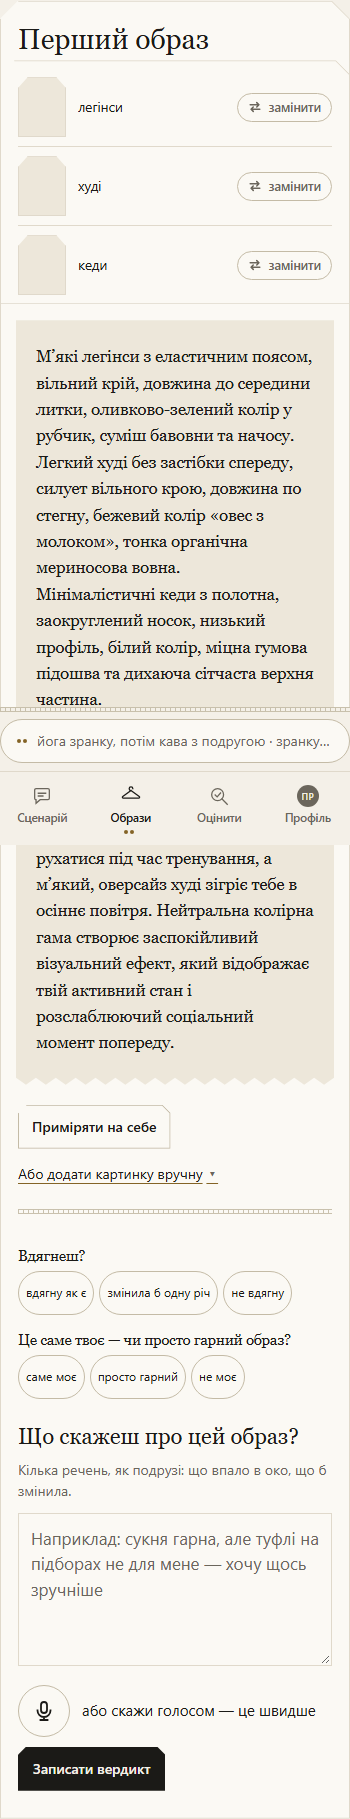 Перший образ
легінси
замінити
худі
замінити
кеди
замінити
М’які легінси з еластичним поясом,
вільний крій, довжина до середини
литки, оливково-зелений колір у
рубчик, суміш бавовни та начосу.
Легкий худі без застібки спереду,
силует вільного крою, довжина по
стегну, бежевий колір «овес з
молоком», тонка органічна
мериносова вовна.
Мінімалістичні кеди з полотна,
заокруглений носок, низький
профіль, білий колір, міцна гумова
підошва та дихаюча сітчаста верхня
частина.
йога зранку, потім кава з подругою · зранку...
Сценарій
Образи
Оцінити
ПР
Профіль
рухатися під час тренування, а
м’який, оверсайз худі зігріє тебе в
осіннє повітря. Нейтральна колірна
гама створює заспокійливий
візуальний ефект, який відображає
твій активний стан і
розслаблюючий соціальний
момент попереду.
Приміряти на себе
Або додати картинку вручну
Вдягнеш?
вдягну як є
змінила б одну річ
не вдягну
Це саме твоє — чи просто гарний образ?
саме моє
просто гарний
не моє
Що скажеш про цей образ?
Кілька речень, як подрузі: що впало в око, що б
змінила.
Наприклад: сукня гарна, але туфлі на
підборах не для мене — хочу щось
зручніше
або скажи голосом — це швидше
Записати вердикт